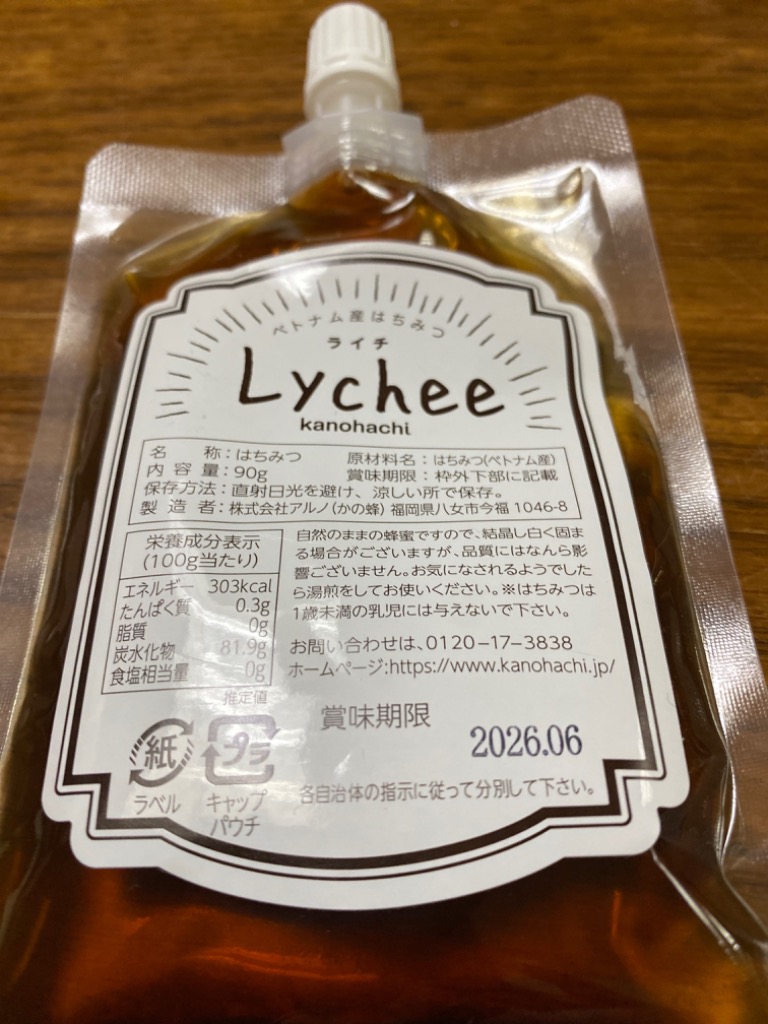 ベトナム産はちみつ
ライチ
Lychee
kanohachi
名 称:はちみつ 原材料名:はちみつ(ベトナム産)
内 容 量:90g 賞味期限:枠外下部に記載
保存方法:直射日光を避け、涼しい所で保存。
製 造 者:株式会社アルノ(かの蜂) 福岡県八女市今福 1046-8
栄養成分表示
(100g当たり)
エネルギー 303kcal
たんぱく質 0.3g
脂質 0g
炭水化物 81.9g
食塩相当量 0g
推定値
自然のままの蜂蜜ですので、結晶し白く固ま
る場合がございますが、品質にはなんら影
響ございません。お気になされるようでした
ら湯煎をしてお使いください。※はちみつは
1歳未満の乳児には与えないで下さい。
お問い合わせは、0120-17-3838
ホームページ:https://www.kanohachi.jp/
賞味期限 2026.06
紙 プラ
ラベル キャップ
パウチ
各自治体の指示に従って分別して下さい。